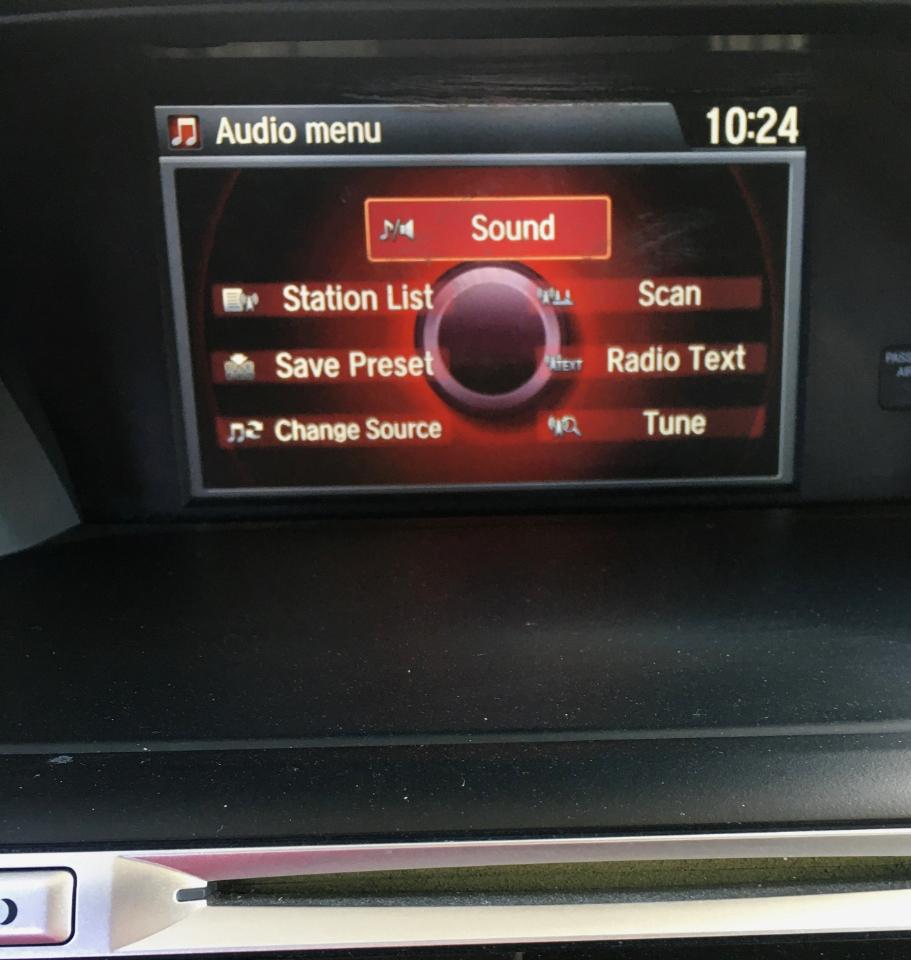 Audio menu
10:24
Sound
Station List
Scan
Save Preset
Radio Text
Change Source
Tune